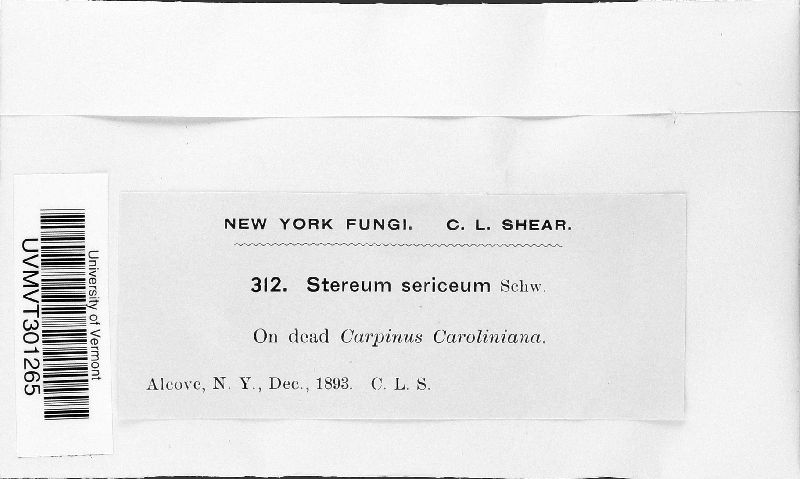 NEW YORK FUNGI. C. L. SHEAR.
312. Stereum sericeum Schw.
On dead Carpinus Caroliniana.
Alcove, N. Y., Dec., 1893. C. L. S.
University of Vermont
UVMVT301265